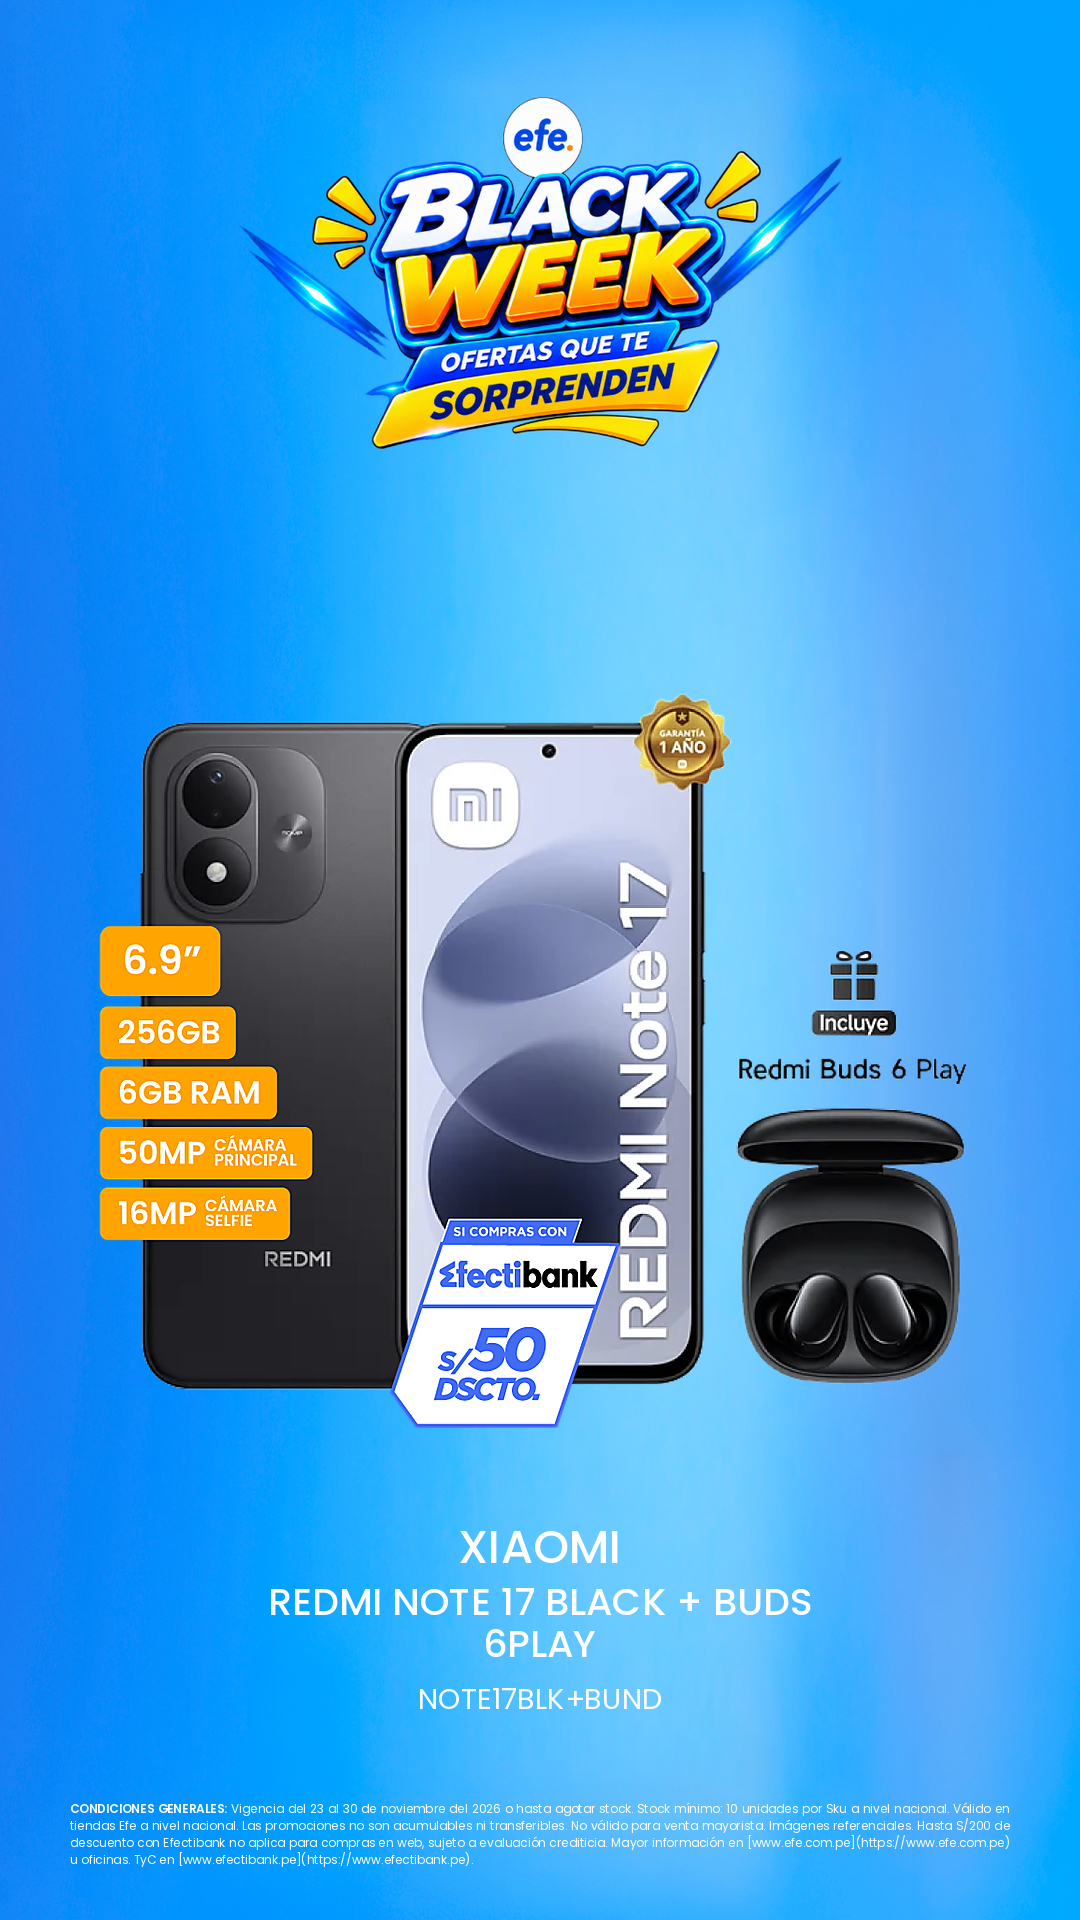 efe.
BLACK
WEEK
OFERTAS QUE TE
SORPRENDEN
GARANTÍA
1 AÑO
mi
50MP
REDMI Note 17
6.9”
256GB
6GB RAM
50MP CÁMARA
PRINCIPAL
16MP CÁMARA
SELFIE
REDMI
Incluye
Redmi Buds 6 Play
SI COMPRAS CON
Efectibank
S/50
DSCTO.
XIAOMI
REDMI NOTE 17 BLACK + BUDS
6PLAY
NOTE17BLK+BUND
CONDICIONES GENERALES: Vigencia del 23 al 30 de noviembre del 2026 o hasta agotar stock. Stock mínimo: 10 unidades por Sku a nivel nacional. Válido en
tiendas Efe a nivel nacional. Las promociones no son acumulables ni transferibles. No válido para venta mayorista. Imágenes referenciales. Hasta S/200 de
descuento con Efectibank no aplica para compras en web, sujeto a evaluación crediticia. Mayor información en [www.efe.com.pe](https://www.efe.com.pe)
u oficinas. TyC en [www.efectibank.pe](https://www.efectibank.pe).